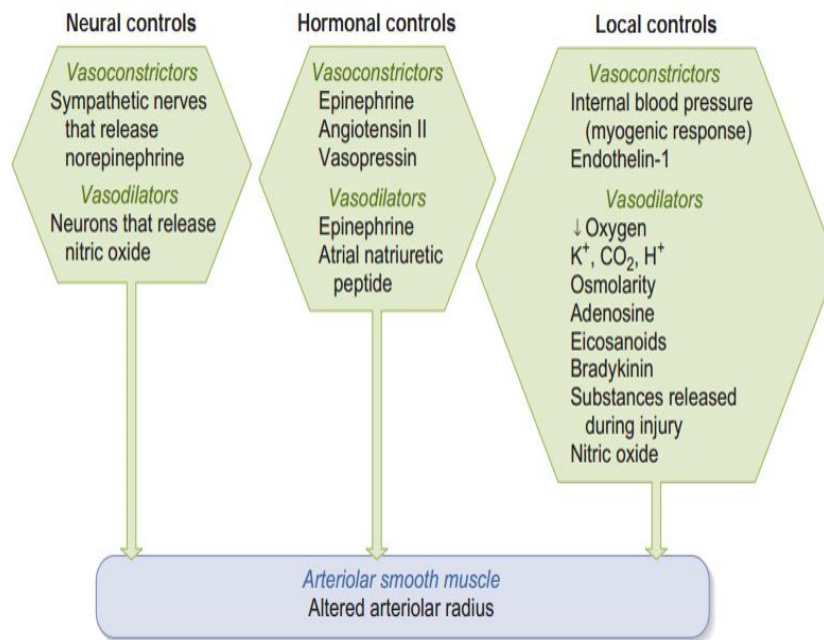 Neural controls
Vasoconstrictors
Sympathetic nerves
that release
norepinephrine
Vasodilators
Neurons that release
nitric oxide
Hormonal controls
Vasoconstrictors
Epinephrine
Angiotensin II
Vasopressin
Vasodilators
Epinephrine
Atrial natriuretic
peptide
Local controls
Vasoconstrictors
Internal blood pressure
(myogenic response)
Endothelin-1
Vasodilators
↓Oxygen
K⁺, CO₂, H⁺
Osmolarity
Adenosine
Eicosanoids
Bradykinin
Substances released
during injury
Nitric oxide
Arteriolar smooth muscle
Altered arteriolar radius